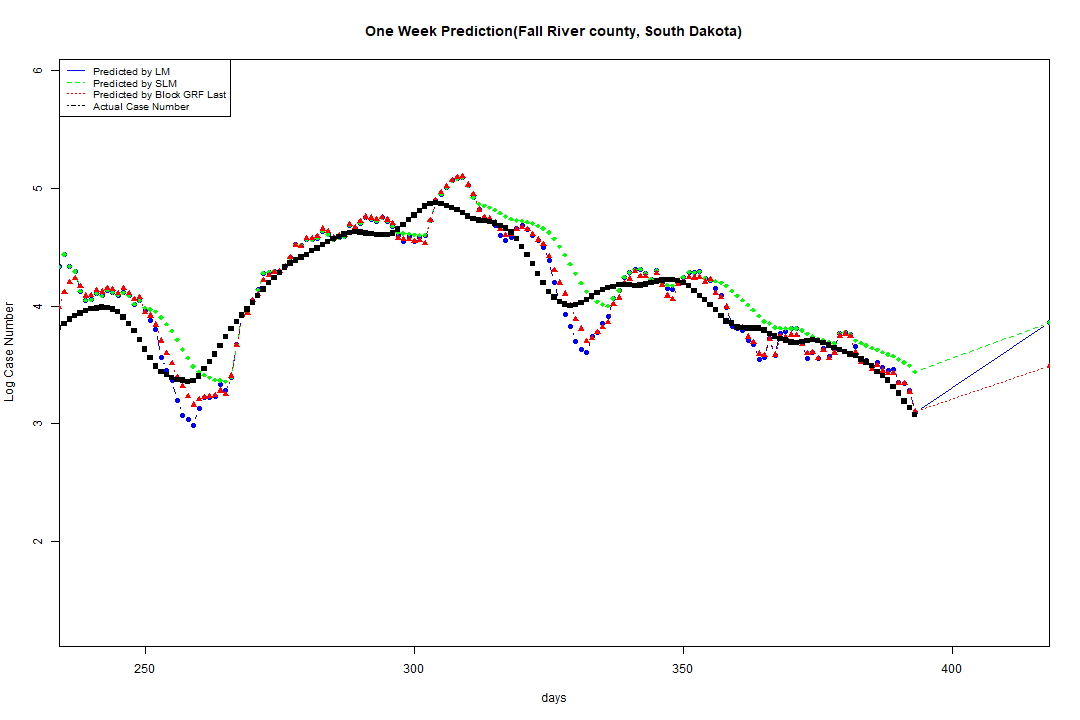 One Week Prediction(Fall River county, South Dakota)
Predicted by LM
Predicted by SLM
Predicted by Block GRF Last
Actual Case Number
6
5
4
3
2
Log Case Number
250
300
350
400
days